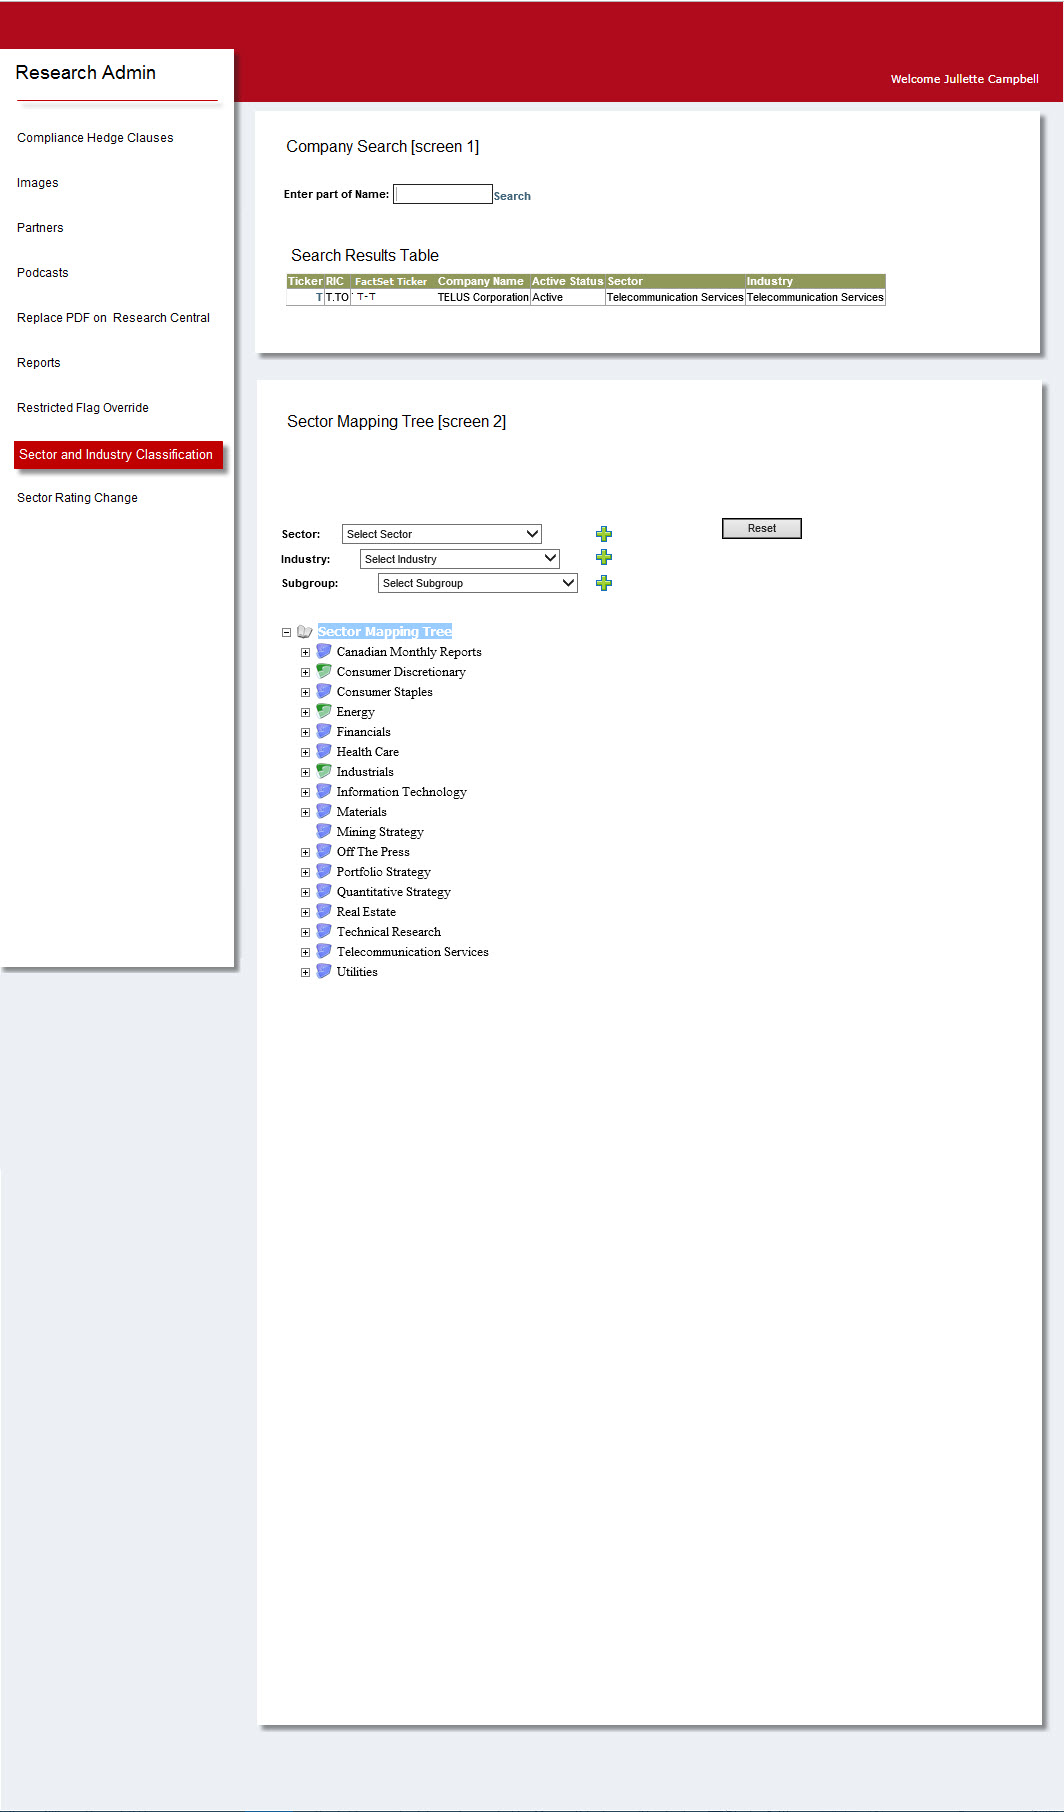 Research Admin
Welcome Jullette Campbell
Compliance Hedge Clauses
Images
Partners
Podcasts
Replace PDF on Research Central
Reports
Restricted Flag Override
Sector and Industry Classification
Sector Rating Change
Company Search [screen 1]
Enter part of Name: Search
Search Results Table
Ticker RIC FactSet Ticker Company Name Active Status Sector Industry
T T.TO T-T TELUS Corporation Active Telecommunication Services Telecommunication Services
Sector Mapping Tree [screen 2]
Sector: Select Sector Reset
Industry: Select Industry
Subgroup: Select Subgroup
Sector Mapping Tree
Canadian Monthly Reports
Consumer Discretionary
Consumer Staples
Energy
Financials
Health Care
Industrials
Information Technology
Materials
Mining Strategy
Off The Press
Portfolio Strategy
Quantitative Strategy
Real Estate
Technical Research
Telecommunication Services
Utilities